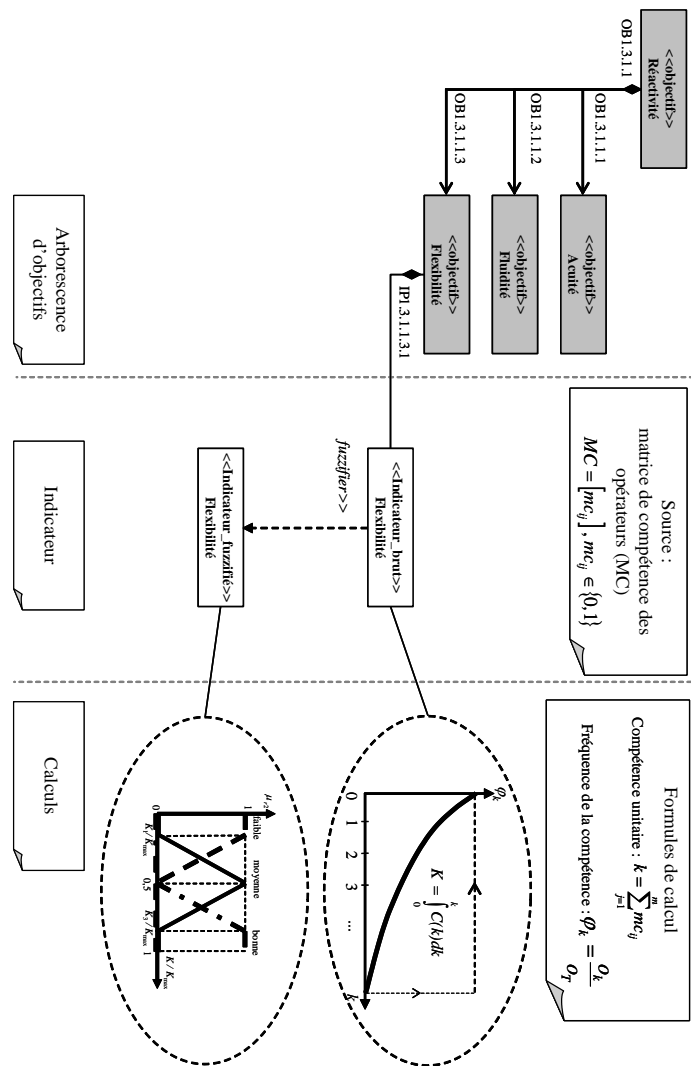 <<objectif>>
Réactivité
OB1.3.1.1
OB1.3.1.1.1
OB1.3.1.1.2
OB1.3.1.1.3
<<objectif>>
Acuité
<<objectif>>
Fluidité
<<objectif>>
Flexibilité
IP1.3.1.1.3.1
Arborescence
d'objectifs
Source :
matrice de compétence des
opérateurs (MC)
MC = [mc_ij], mc_ij ∈ {0,1}
<<Indicateur_brut>>
Flexibilité
fuzzifier>>
<<Indicateur_fuzzifié>>
Flexibilité
Indicateur
Formules de calcul
Compétence unitaire : k = ∑_{j=1}^{m} mc_ij
Fréquence de la compétence : φ_k = o_k / o_T
φ_k
K = ∫_0^k C(k)dk
0 1 2 3 ... k
μ_r2
faible moyenne bonne
1
0
K_1/K_max 0,5 K_3/K_max 1 K/K_max
Calculs